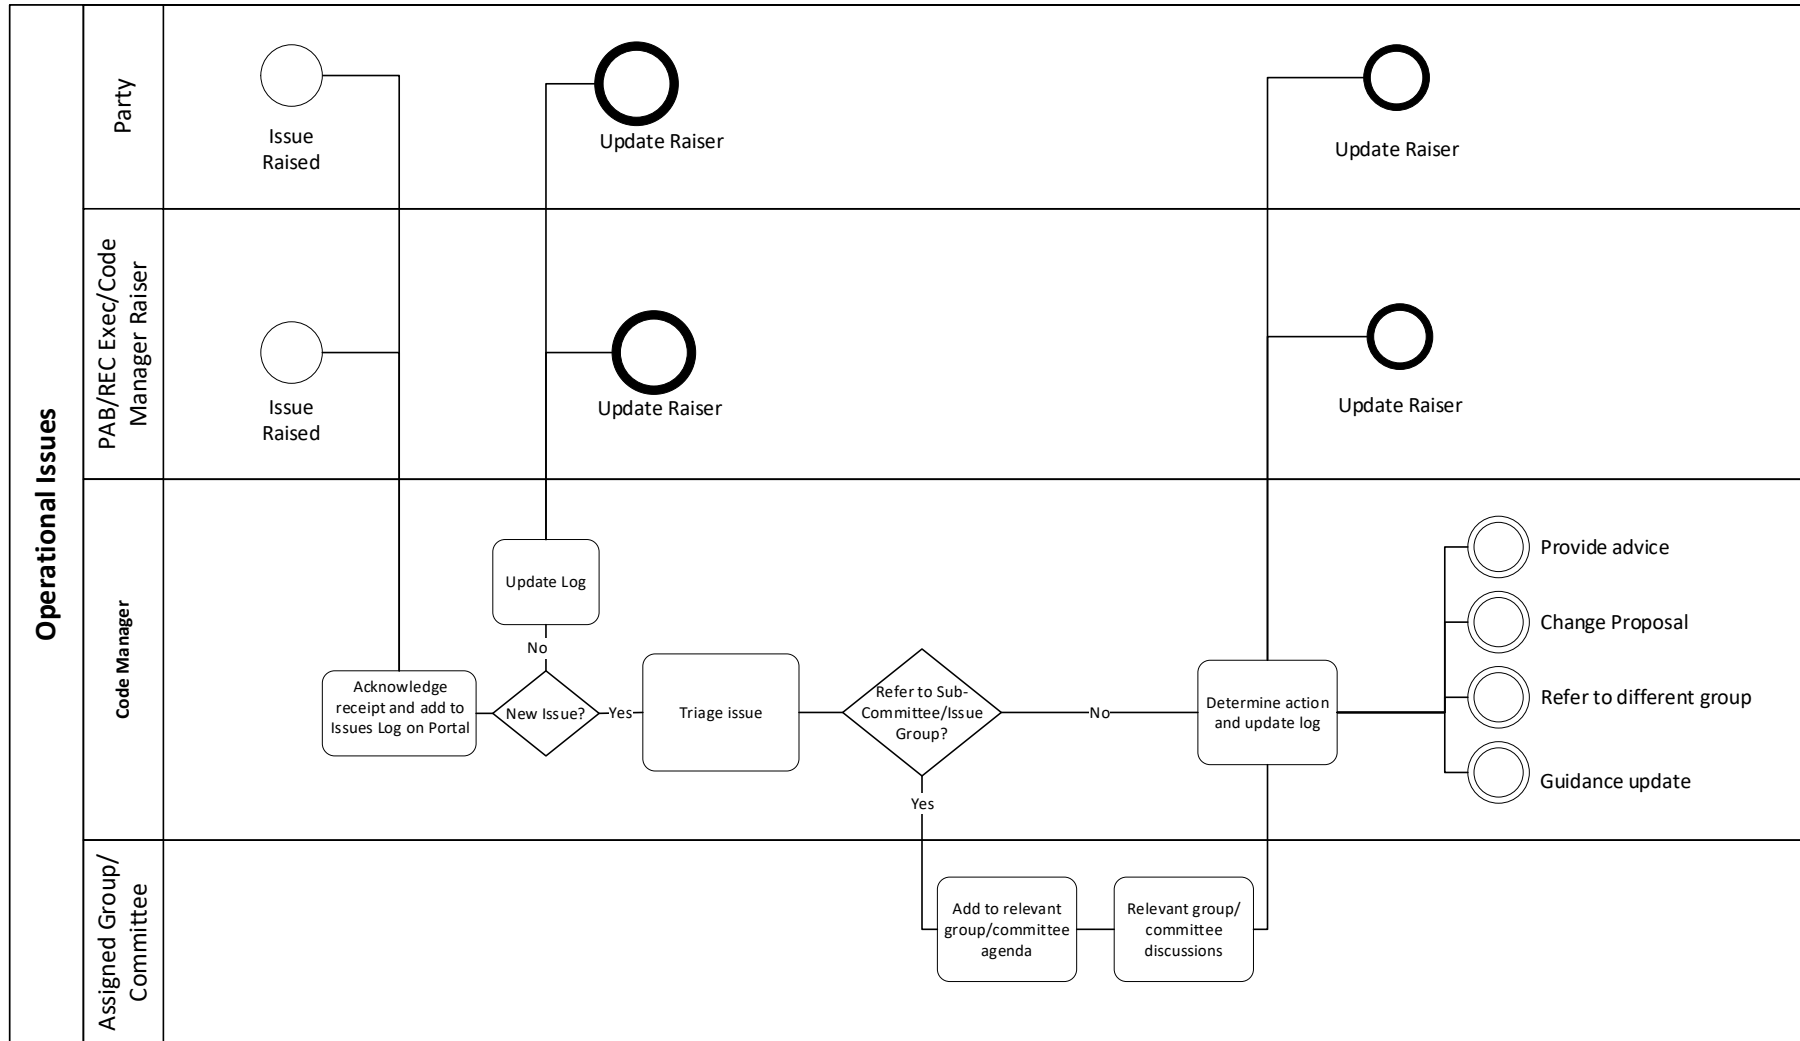 Operational Issues
Party
Issue
Raised
Update Raiser
Update Raiser
PAB/REC Exec/Code
Manager Raiser
Issue
Raised
Update Raiser
Update Raiser
Code Manager
Update Log
No
Acknowledge
receipt and add to
Issues Log on Portal
New Issue?
Yes
Triage issue
Refer to Sub-
Committee/Issue
Group?
No
Yes
Determine action
and update log
Provide advice
Change Proposal
Refer to different group
Guidance update
Assigned Group/
Committee
Add to relevant
group/committee
agenda
Relevant group/
committee
discussions